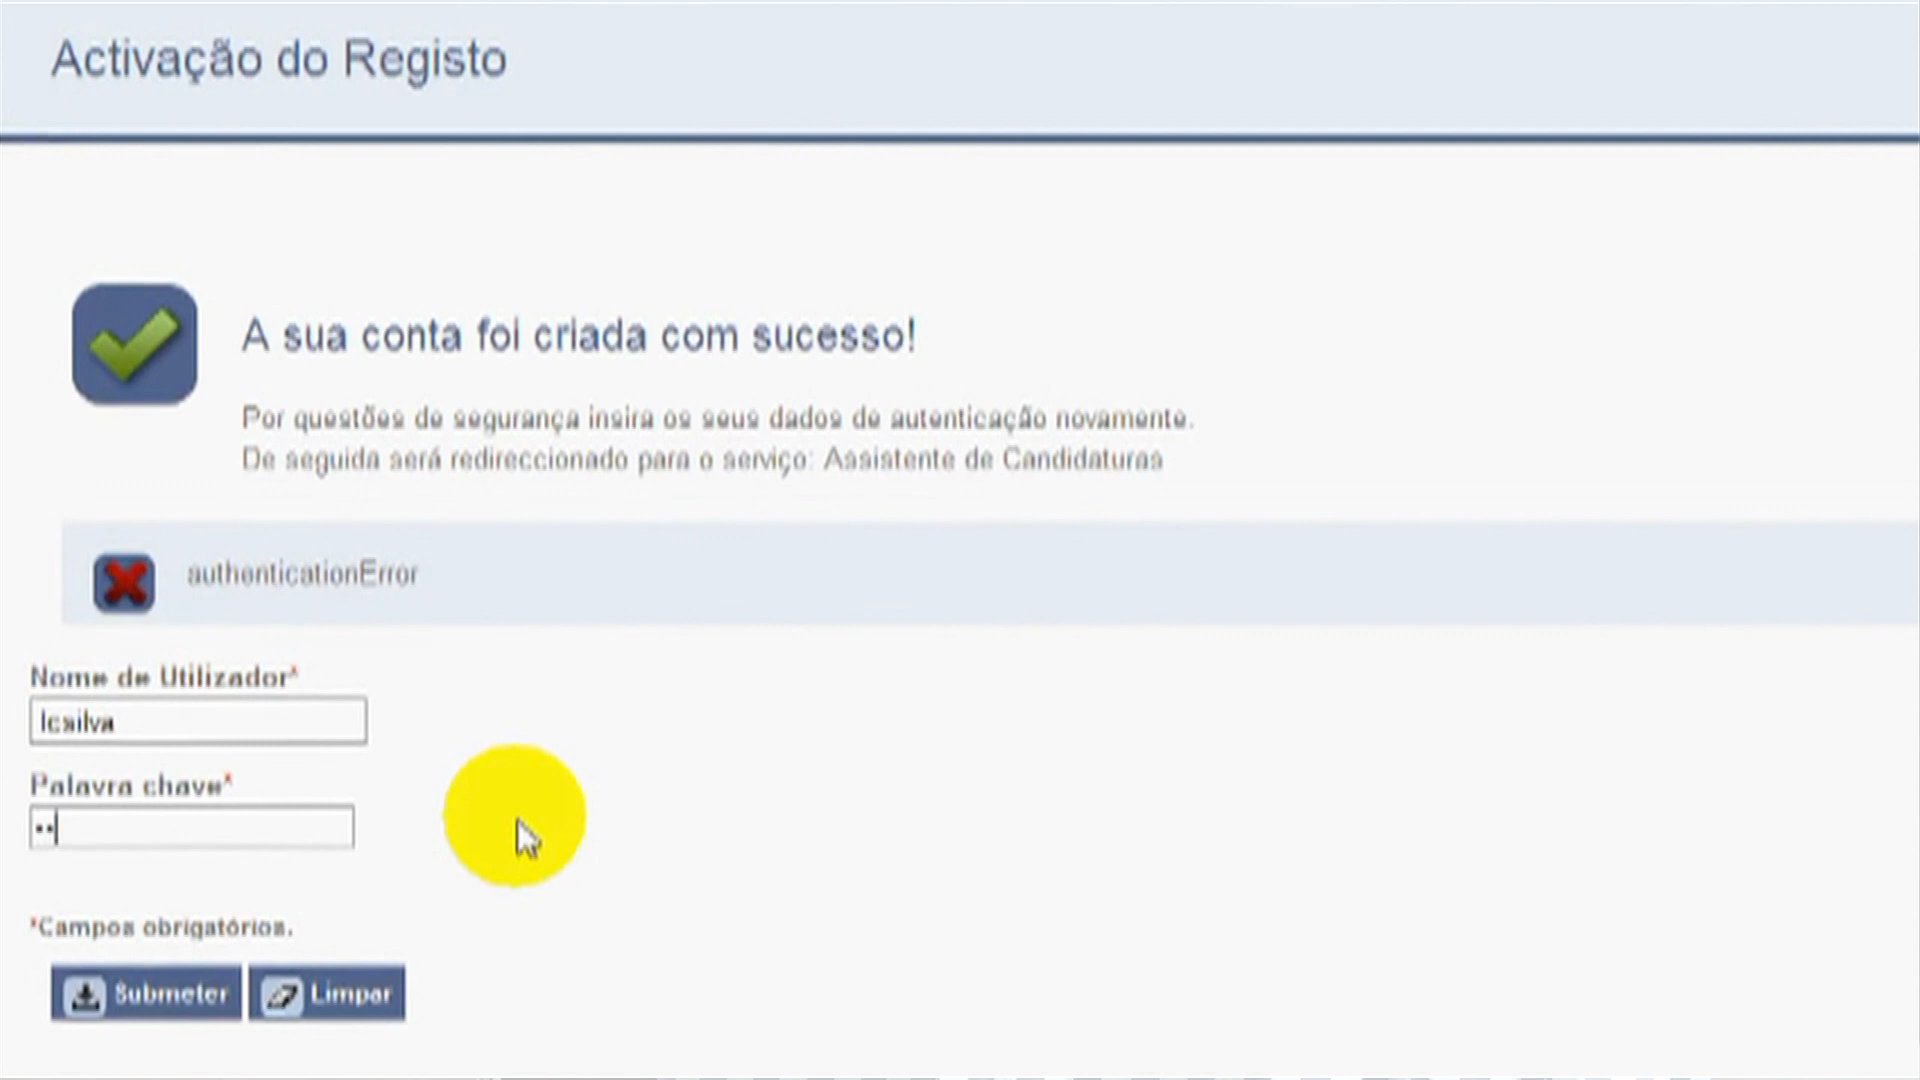 Activação do Registo
A sua conta foi criada com sucesso!
Por questões de segurança insira os seus dados de autenticação novamente.
De seguida será redireccionado para o serviço: Assistente de Candidaturas
authenticationError
Nome de Utilizador*
lcsilva
Palavra chave*
*Campos obrigatórios.
Submeter Limpar